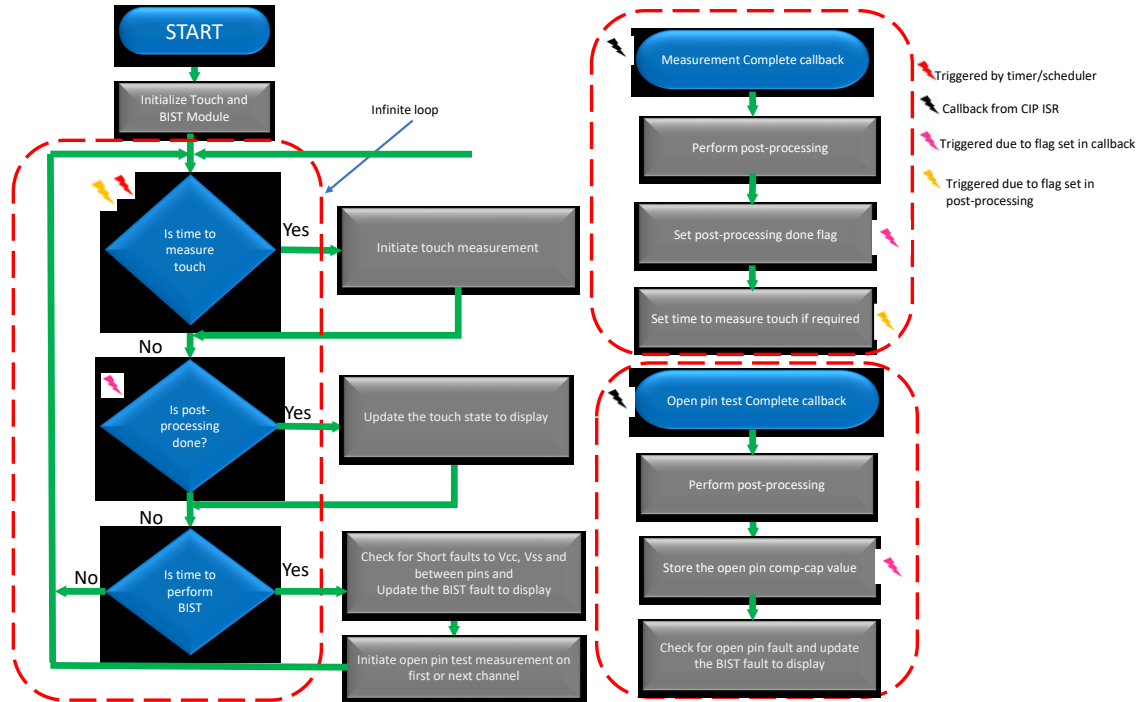 START
Initialize Touch and
BIST Module
Infinite loop
Is time to
measure
touch
Yes
Initiate touch measurement
No
Is post-
processing
done?
Yes
Update the touch state to display
No
Is time to
perform
BIST
No
Yes
Check for Short faults to Vcc, Vss and
between pins and
Update the BIST fault to display
Initiate open pin test measurement on
first or next channel
Measurement Complete callback
Perform post-processing
Set post-processing done flag
Set time to measure touch if required
Open pin test Complete callback
Perform post-processing
Store the open pin comp-cap value
Check for open pin fault and update
the BIST fault to display
Triggered by timer/scheduler
Callback from CIP ISR
Triggered due to flag set in callback
Triggered due to flag set in
post-processing